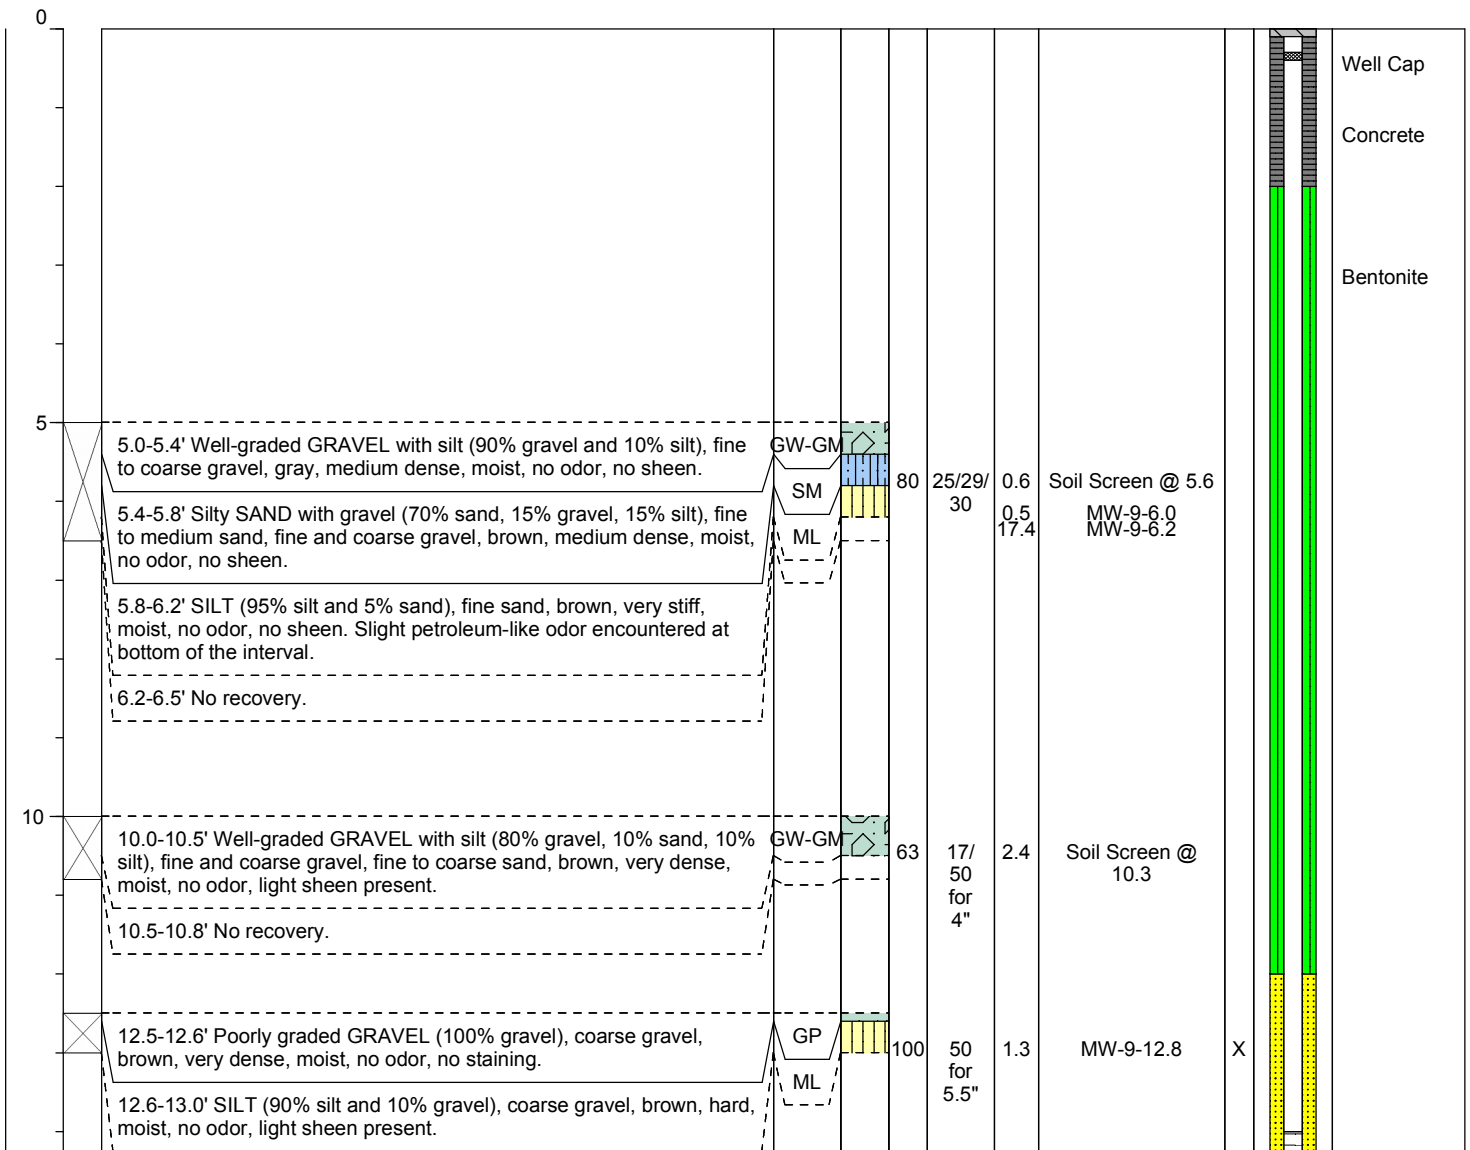 0
Well Cap
Concrete
Bentonite
5
5.0-5.4' Well-graded GRAVEL with silt (90% gravel and 10% silt), fine
to coarse gravel, gray, medium dense, moist, no odor, no sheen.
GW-GM
5.4-5.8' Silty SAND with gravel (70% sand, 15% gravel, 15% silt), fine
to medium sand, fine and coarse gravel, brown, medium dense, moist,
no odor, no sheen.
SM
ML
80
25/29/
30
0.6
Soil Screen @ 5.6
0.5
MW-9-6.0
17.4
MW-9-6.2
5.8-6.2' SILT (95% silt and 5% sand), fine sand, brown, very stiff,
moist, no odor, no sheen. Slight petroleum-like odor encountered at
bottom of the interval.
6.2-6.5' No recovery.
10
10.0-10.5' Well-graded GRAVEL with silt (80% gravel, 10% sand, 10%
silt), fine and coarse gravel, fine to coarse sand, brown, very dense,
moist, no odor, light sheen present.
GW-GM
63
17/
50
for
4"
2.4
Soil Screen @
10.3
10.5-10.8' No recovery.
12.5-12.6' Poorly graded GRAVEL (100% gravel), coarse gravel,
brown, very dense, moist, no odor, no staining.
GP
ML
100
50
for
5.5"
1.3
MW-9-12.8
X
12.6-13.0' SILT (90% silt and 10% gravel), coarse gravel, brown, hard,
moist, no odor, light sheen present.